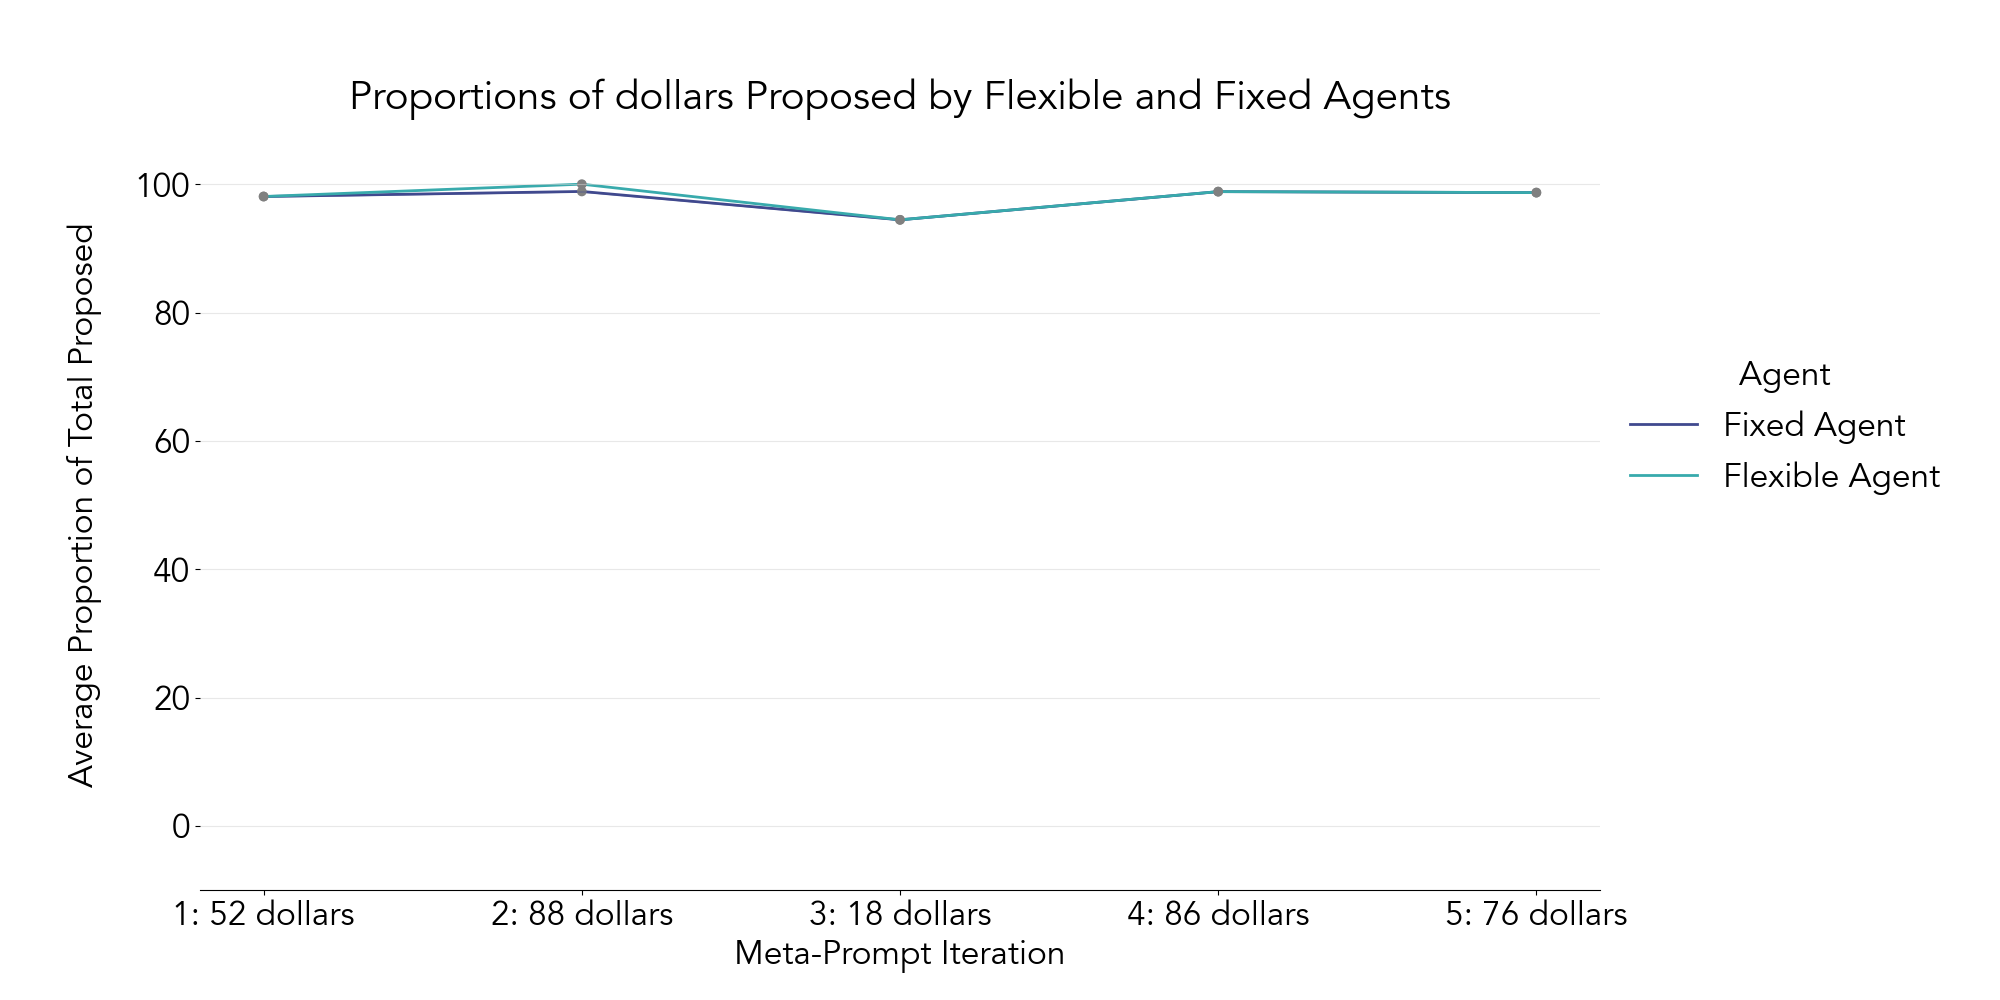 Proportions of dollars Proposed by Flexible and Fixed Agents
Average Proportion of Total Proposed
100
80
60
40
20
0
1: 52 dollars
2: 88 dollars
3: 18 dollars
4: 86 dollars
5: 76 dollars
Meta-Prompt Iteration
Agent
Fixed Agent
Flexible Agent